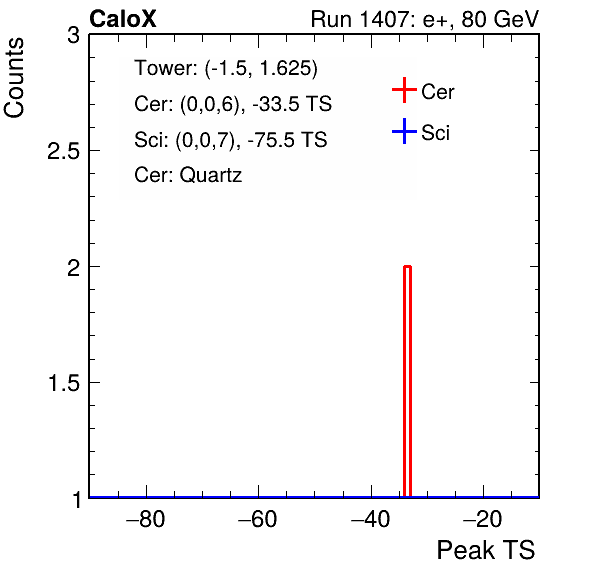 CaloX Run 1407: e+, 80 GeV
Counts
3
2.5
2
1.5
1
Tower: (-1.5, 1.625)
Cer: (0,0,6), -33.5 TS
Sci: (0,0,7), -75.5 TS
Cer: Quartz
Cer
Sci
−80 −60 −40 −20
Peak TS